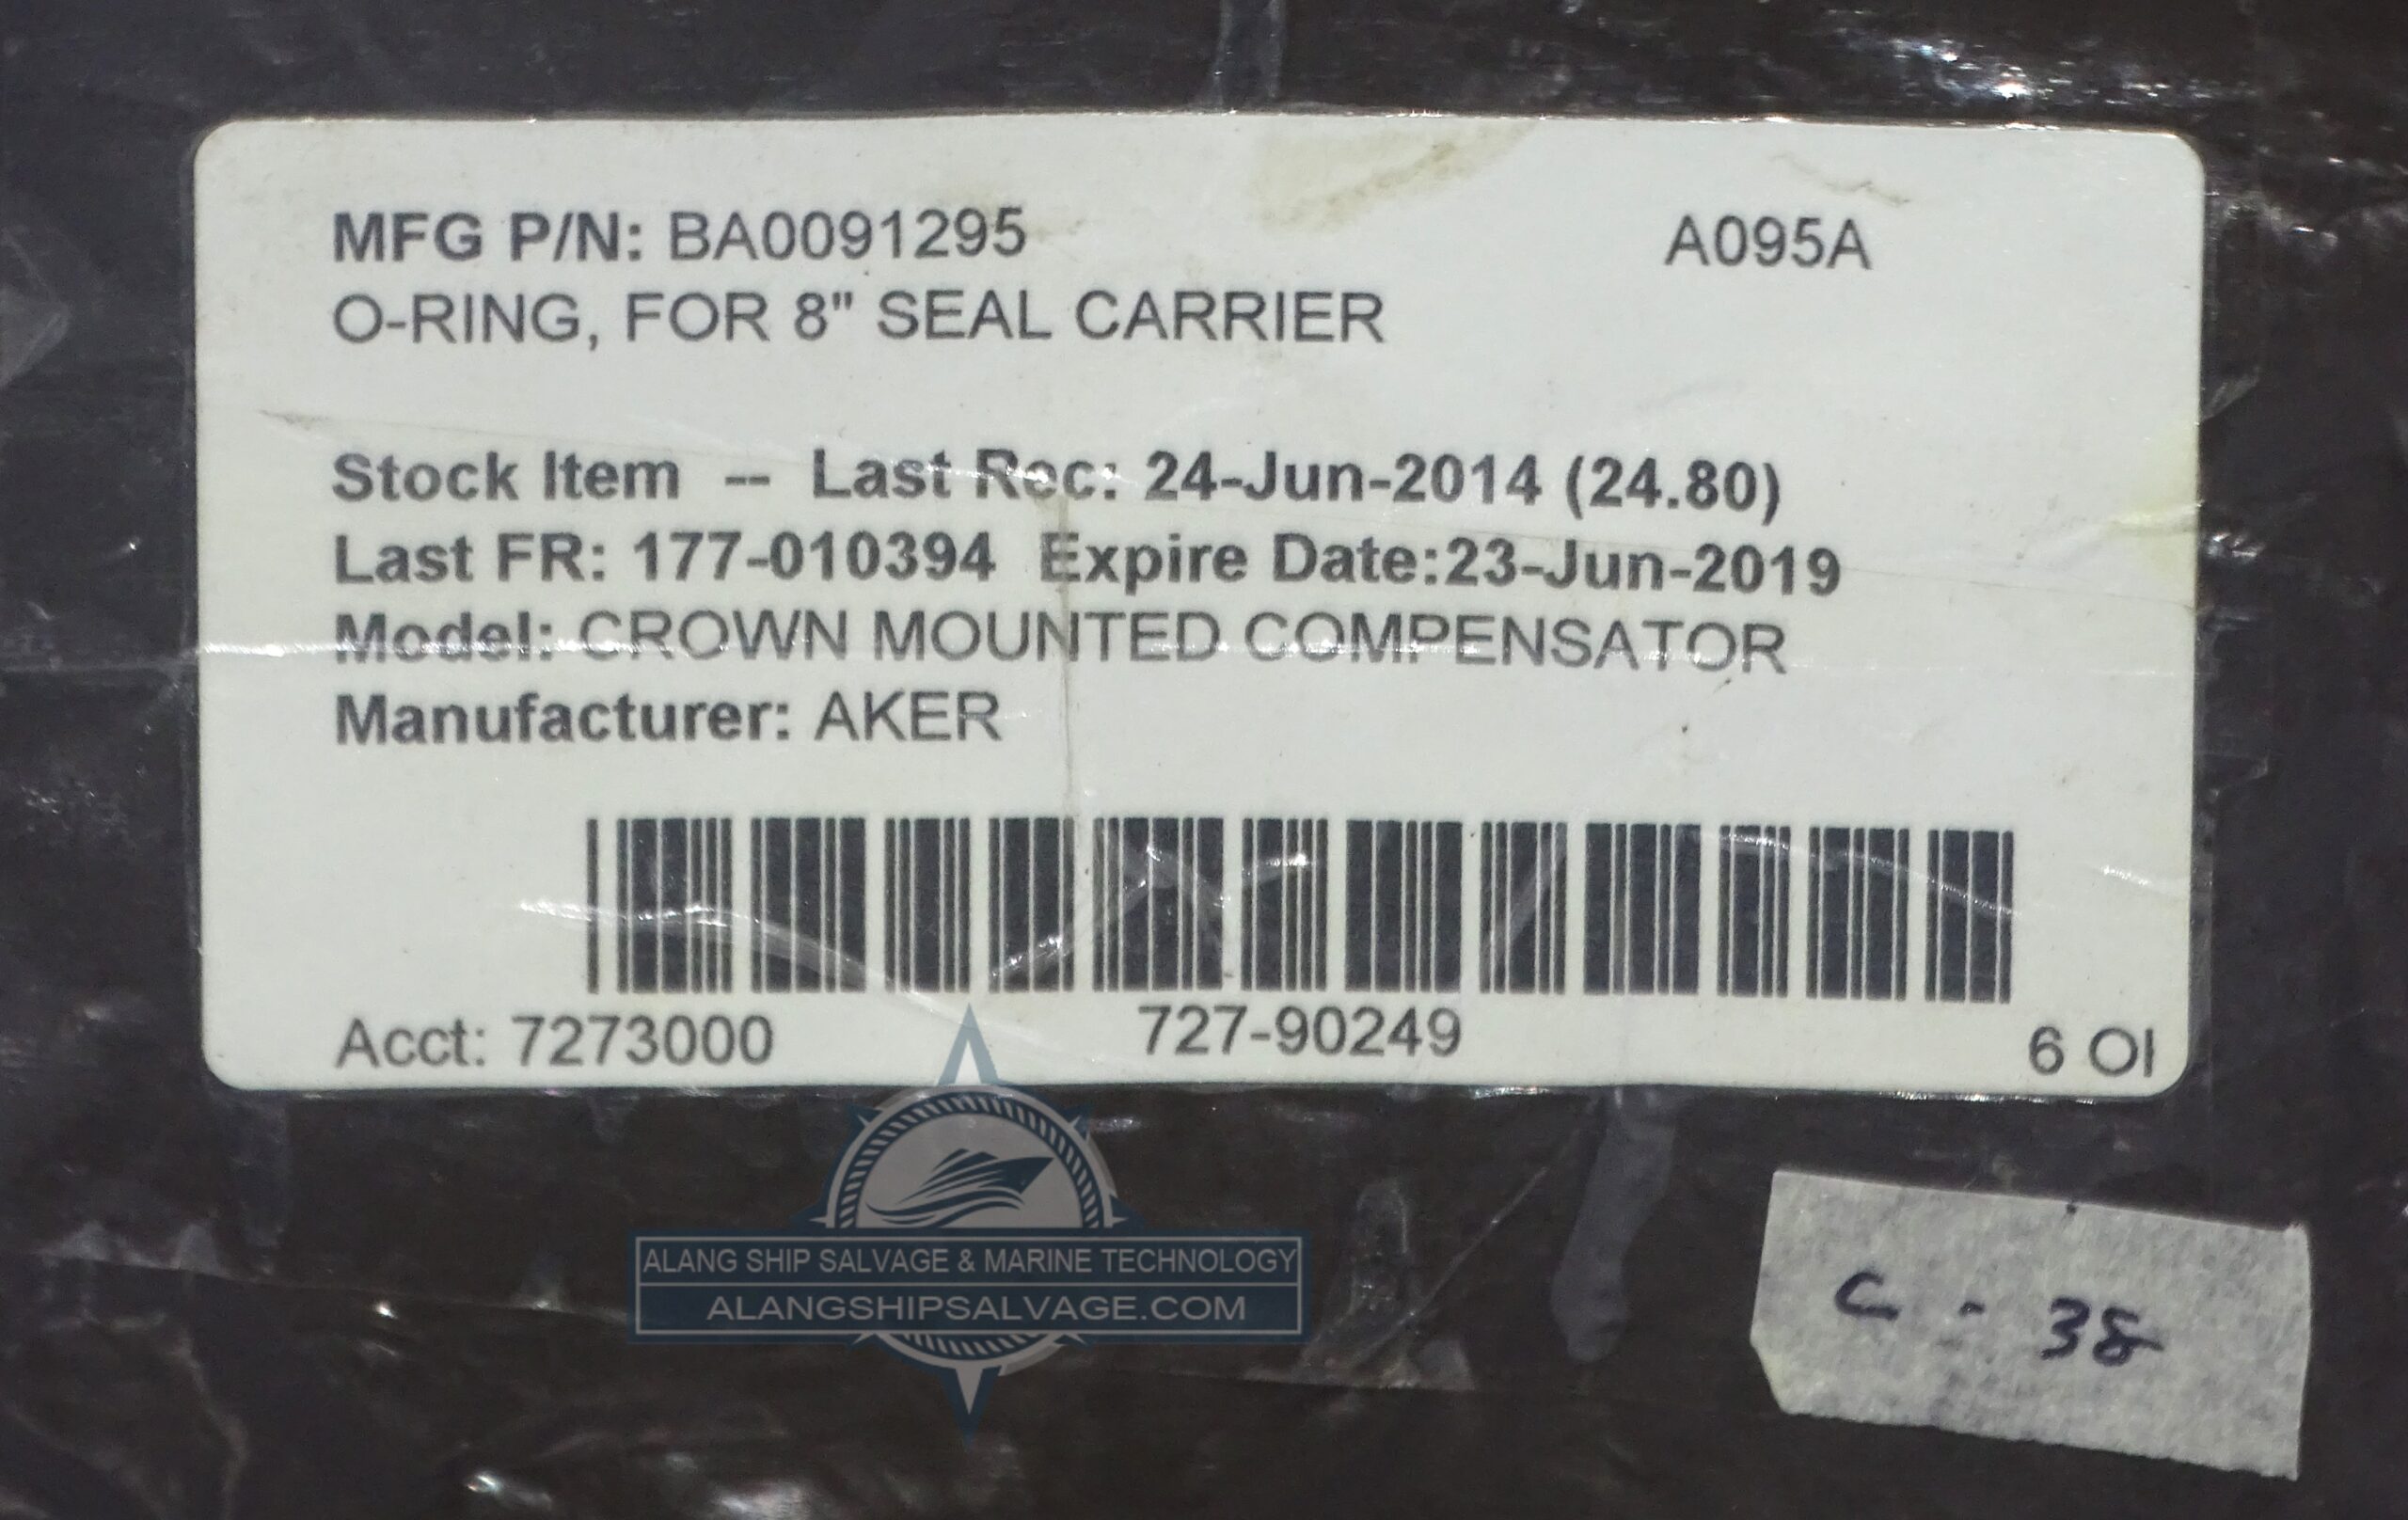 MFG P/N: BA0091295 A095A
O-RING, FOR 8" SEAL CARRIER
Stock Item -- Last Rec: 24-Jun-2014 (24.80)
Last FR: 177-010394 Expire Date:23-Jun-2019
Model: CROWN MOUNTED COMPENSATOR
Manufacturer: AKER
Acct: 7273000 727-90249 6 OI
ALANG SHIP SALVAGE & MARINE TECHNOLOGY
ALANGSHIPSALVAGE.COM
C - 38